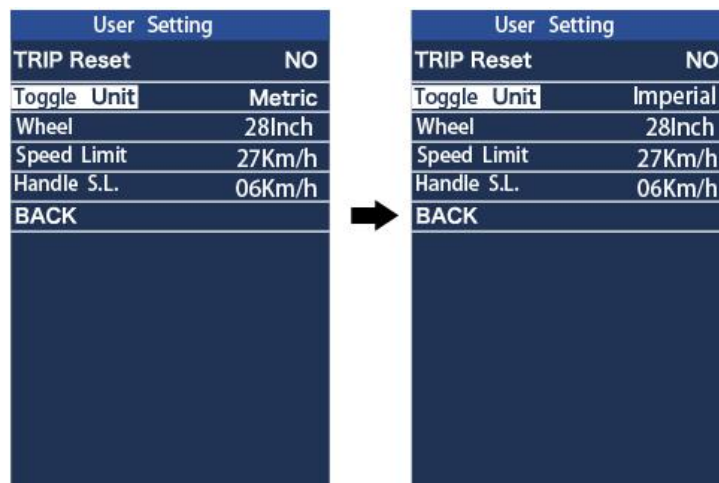 User Setting
TRIP Reset NO
Toggle Unit Metric
Wheel 28Inch
Speed Limit 27Km/h
Handle S.L. 06Km/h
BACK
User Setting
TRIP Reset NO
Toggle Unit Imperial
Wheel 28Inch
Speed Limit 27Km/h
Handle S.L. 06Km/h
BACK